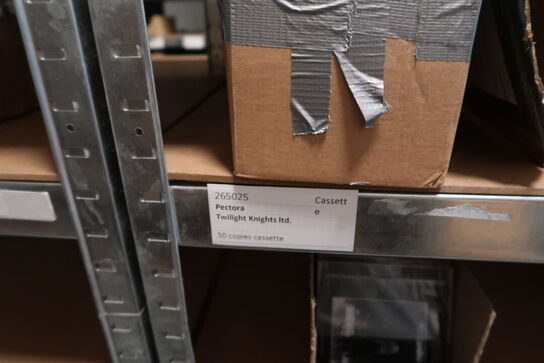 265025 Cassett
Pectora e
Twilight Knights ltd.
50 copies cassette